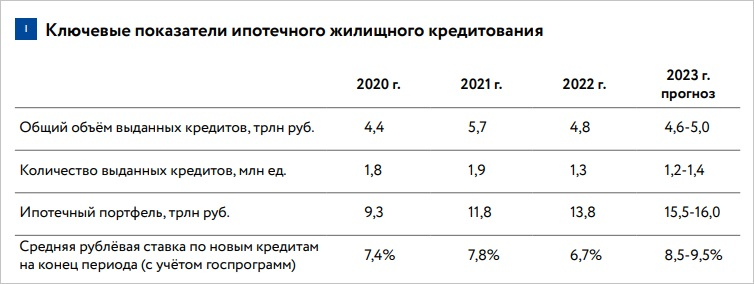 I Ключевые показатели ипотечного жилищного кредитования
2020 г. 2021 г. 2022 г. 2023 г. прогноз
Общий объём выданных кредитов, трлн руб. 4,4 5,7 4,8 4,6-5,0
Количество выданных кредитов, млн ед. 1,8 1,9 1,3 1,2-1,4
Ипотечный портфель, трлн руб. 9,3 11,8 13,8 15,5-16,0
Средняя рублёвая ставка по новым кредитам
на конец периода (с учётом госпрограмм) 7,4% 7,8% 6,7% 8,5-9,5%